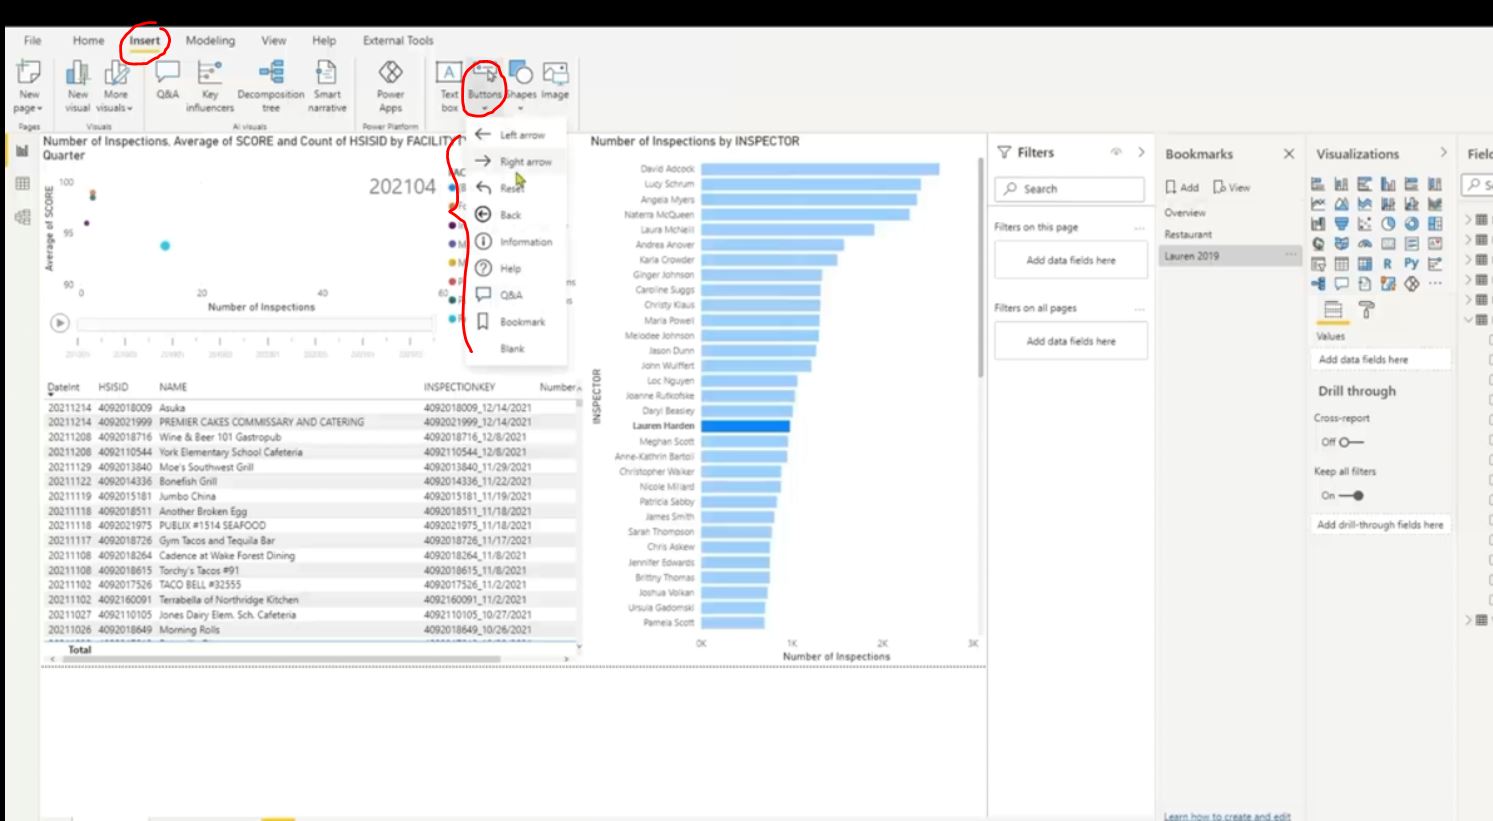 File Home Insert Modeling View Help External Tools
New page
New visual
More visuals
Q&A
Key influencers
Decomposition tree
Smart narrative
Power Apps
Text box
Buttons
Shapes
Image
Pages Visuals AI visuals Power Platform
Left arrow
Right arrow
Reset
Back
Information
Help
Q&A
Bookmark
Blank
Number of Inspections, Average of SCORE and Count of HSISID by FACILITY
Quarter
202104
Average of SCORE
100
95
90
0 20 40 60
Number of Inspections
DateInt HSISID NAME INSPECTIONKEY Number
20211214 4092018009 Asuka 4092018009_12/14/2021
20211214 4092021999 PREMIER CAKES COMMISSARY AND CATERING 4092021999_12/14/2021
20211208 4092018716 Wine & Beer 101 Gastropub 4092018716_12/8/2021
20211208 4092110544 York Elementary School Cafeteria 4092110544_12/8/2021
20211129 4092013840 Moe's Southwest Grill 4092013840_11/29/2021
20211122 4092014336 Bonefish Grill 4092014336_11/22/2021
20211119 4092015181 Jumbo China 4092015181_11/19/2021
20211118 4092018511 Another Broken Egg 4092018511_11/18/2021
20211118 4092021975 PUBLIX #1514 SEAFOOD 4092021975_11/18/2021
20211117 4092018726 Gym Tacos and Tequila Bar 4092018726_11/17/2021
20211108 4092018264 Cadence at Wake Forest Dining 4092018264_11/8/2021
20211108 4092018615 Torchy's Tacos #91 4092018615_11/8/2021
20211102 4092017526 TACO BELL #32555 4092017526_11/2/2021
20211102 4092160091 Terrabella of Northridge Kitchen 4092160091_11/2/2021
20211027 4092110105 Jones Dairy Elem. Sch. Cafeteria 4092110105_10/27/2021
20211026 4092018649 Morning Rolls 4092018649_10/26/2021
Total
Number of Inspections by INSPECTOR
INSPECTOR
David Adcock
Lucy Schrum
Angela Myers
Naterra McQueen
Laura McNeill
Andrea Anover
Karla Crowder
Ginger Johnson
Caroline Suggs
Christy Klaus
Maria Powell
Melodee Johnson
Jason Dunn
John Wulffert
Loc Nguyen
Joanne Rutkofske
Daryl Beasley
Lauren Harden
Meghan Scott
Anne-Kathrin Bartoli
Christopher Walker
Nicole Millard
Patricia Sabby
James Smith
Sarah Thompson
Chris Askew
Jennifer Edwards
Brittny Thomas
Joshua Volkan
Ursula Gadomski
Pamela Scott
0K 1K 2K 3K
Number of Inspections
Filters
Search
Filters on this page
Add data fields here
Filters on all pages
Add data fields here
Bookmarks
Add View
Overview
Restaurant
Lauren 2019
Learn how to create and edit
Visualizations
R Py
Values
Add data fields here
Drill through
Cross-report
Off
Keep all filters
On
Add drill-through fields here
Field
S